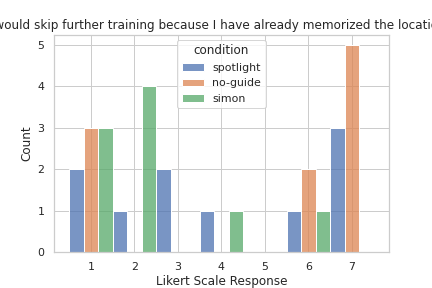 would skip further training because I have already memorized the locati
5
4
3
2
1
0
Count
condition
spotlight
no-guide
simon
1 2 3 4 5 6 7
Likert Scale Response